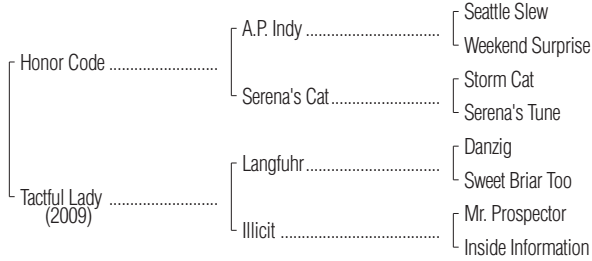 Seattle Slew
A.P. Indy ..............................
Weekend Surprise
Honor Code .........................
Storm Cat
Serena's Cat.........................
Serena's Tune
Danzig
Langfuhr...............................
Sweet Briar Too
Tactful Lady .........................
(2009)
Mr. Prospector
Illicit .....................................
Inside Information